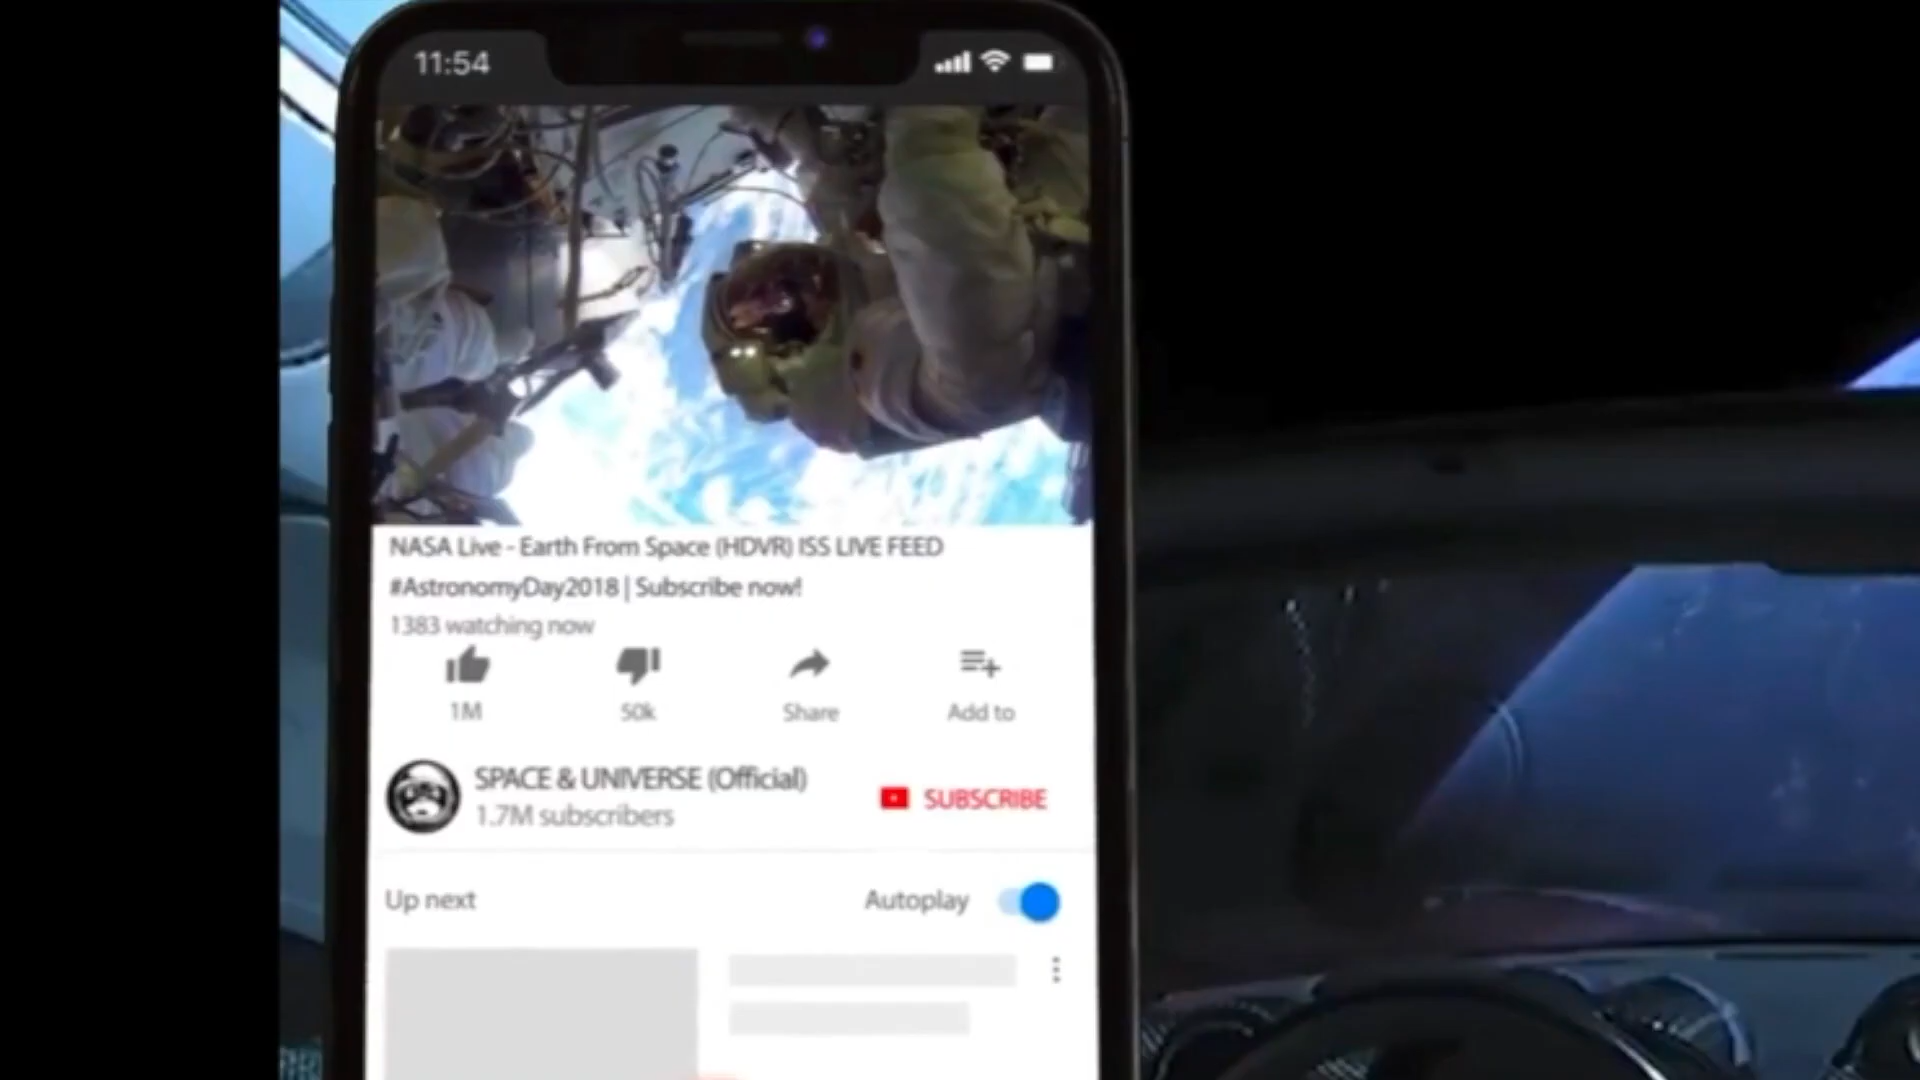 11:54
NASA Live - Earth From Space (HDVR) ISS LIVE FEED
#AstronomyDay2018 | Subscribe now!
1383 watching now
1M
50k
Share
Add to
SPACE & UNIVERSE (Official)
1.7M subscribers
SUBSCRIBE
Up next
Autoplay